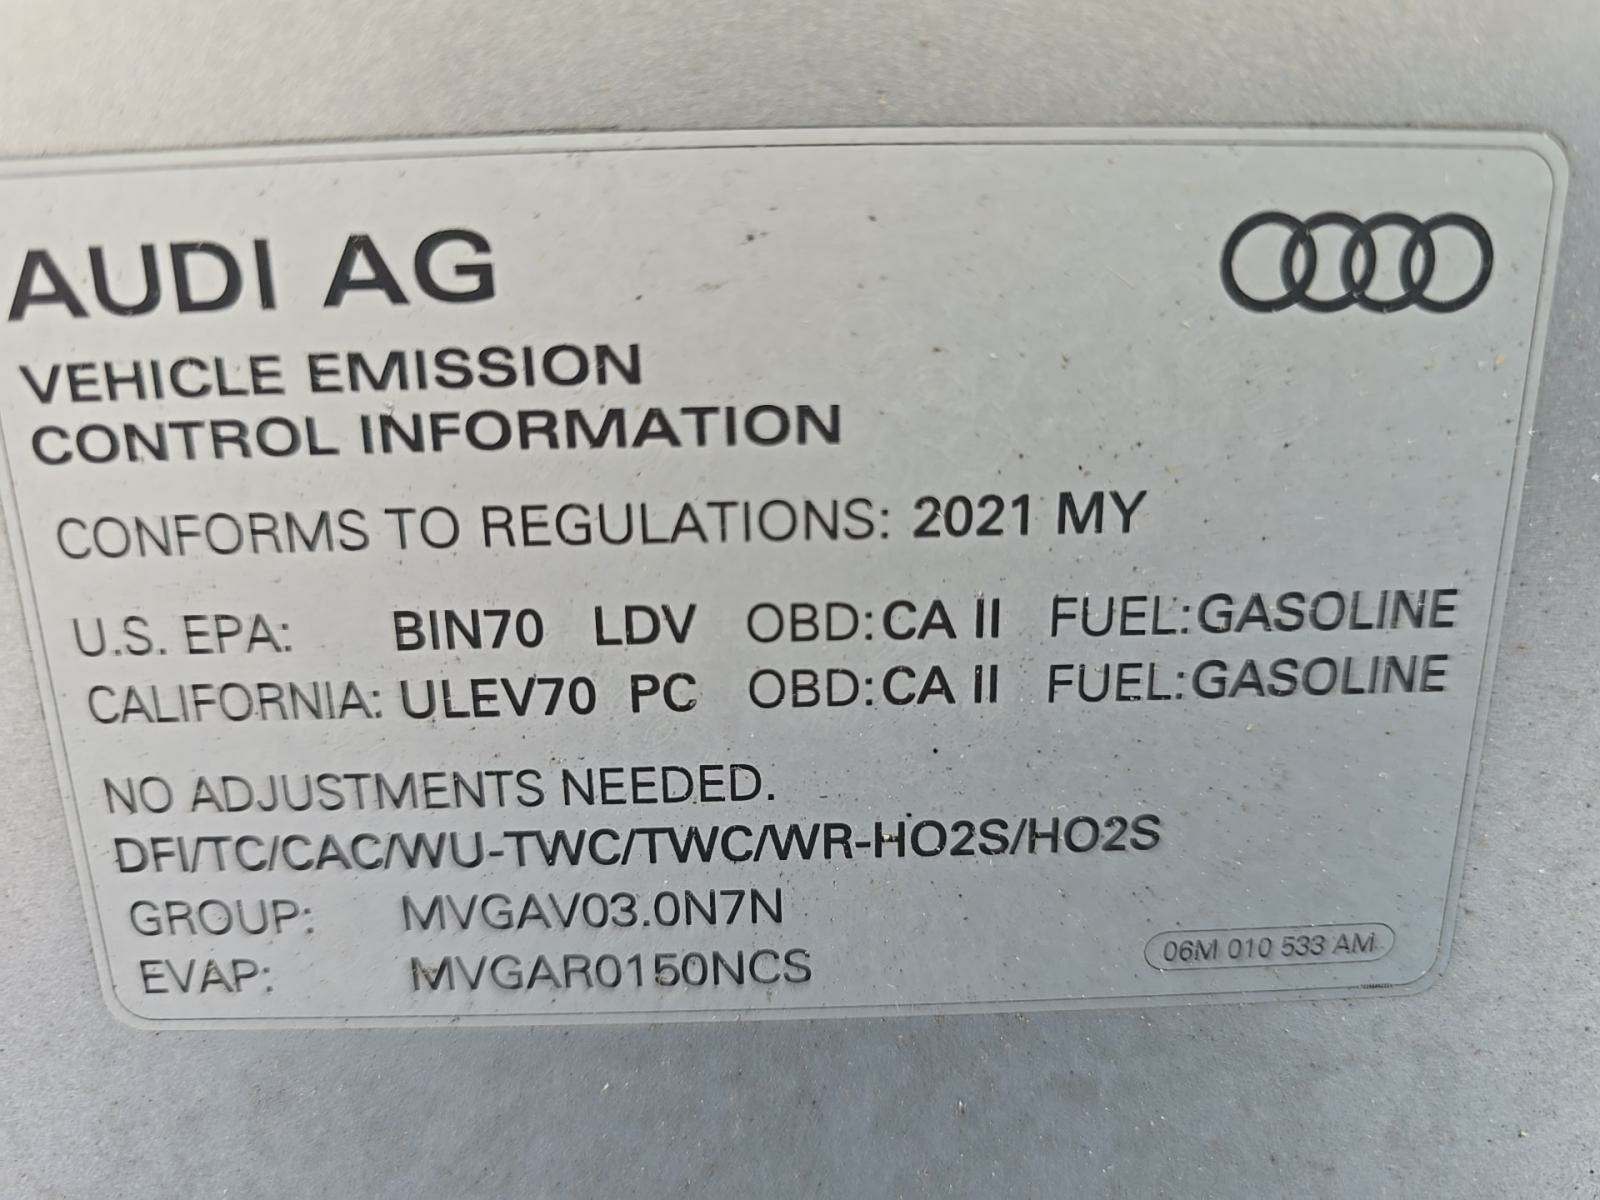 AUDI AG
VEHICLE EMISSION
CONTROL INFORMATION
CONFORMS TO REGULATIONS: 2021 MY
U.S. EPA: BIN70 LDV OBD:CA II FUEL:GASOLINE
CALIFORNIA: ULEV70 PC OBD:CA II FUEL:GASOLINE
NO ADJUSTMENTS NEEDED.
DFI/TC/CAC/WU-TWC/TWC/WR-HO2S/HO2S
GROUP: MVGAV03.0N7N
EVAP: MVGAR0150NCS
06M 010 533 AM